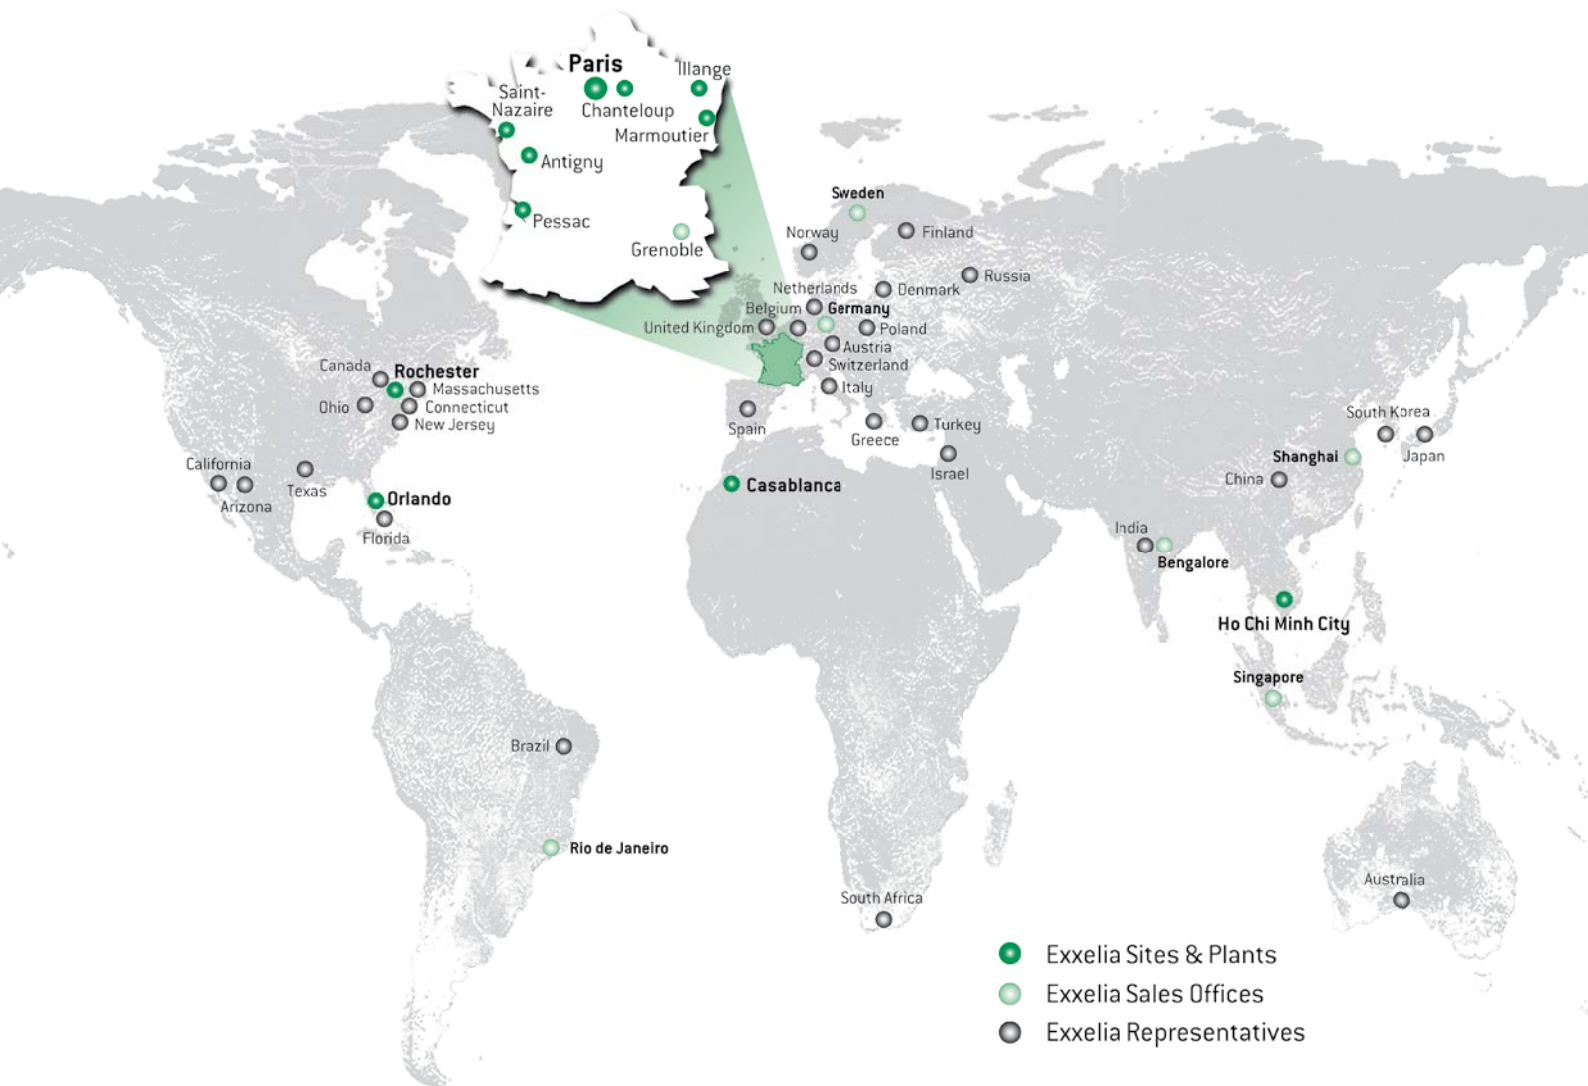 Paris
Illange
Saint-
Nazaire
Chanteloup
Marmoutier
Antigny
Pessac
Grenoble
Sweden
Norway
Finland
Russia
Netherlands
Denmark
Belgium
Germany
United Kingdom
Poland
Austria
Switzerland
Italy
Spain
Greece
Turkey
Israel
Canada
Rochester
Massachusetts
Ohio
Connecticut
New Jersey
California
Texas
Arizona
Orlando
Florida
Casablanca
South Korea
Shanghai
Japan
China
India
Bengalore
Ho Chi Minh City
Singapore
Brazil
Rio de Janeiro
South Africa
Australia
Exxelia Sites & Plants
Exxelia Sales Offices
Exxelia Representatives